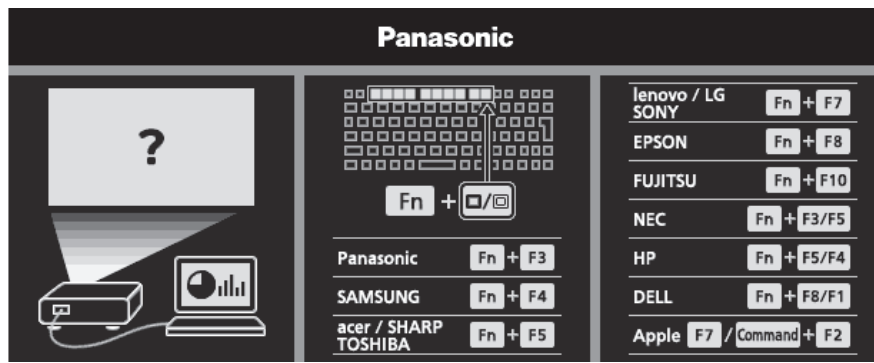 Panasonic
?
Fn + □/回
Panasonic Fn + F3
SAMSUNG Fn + F4
acer / SHARP
TOSHIBA Fn + F5
lenovo / LG
SONY Fn + F7
EPSON Fn + F8
FUJITSU Fn + F10
NEC Fn + F3/F5
HP Fn + F5/F4
DELL Fn + F8/F1
Apple F7 / Command + F2